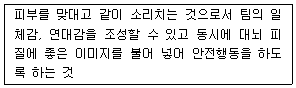 피부를 맞대고 같이 소리치는 것으로서 팀의 일
체감, 연대감을 조성할 수 있고 동시에 대뇌 피
질에 좋은 이미지를 불어 넣어 안전행동을 하도
록 하는 것